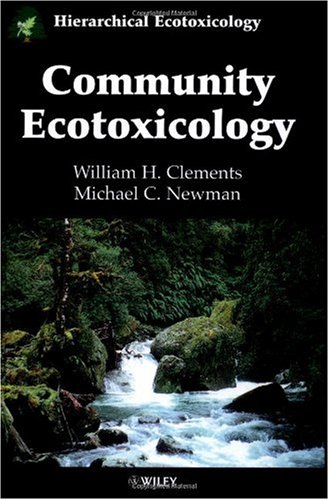 Hierarchical Ecotoxicology
Community
Ecotoxicology
William H. Clements
Michael C. Newman
WILEY